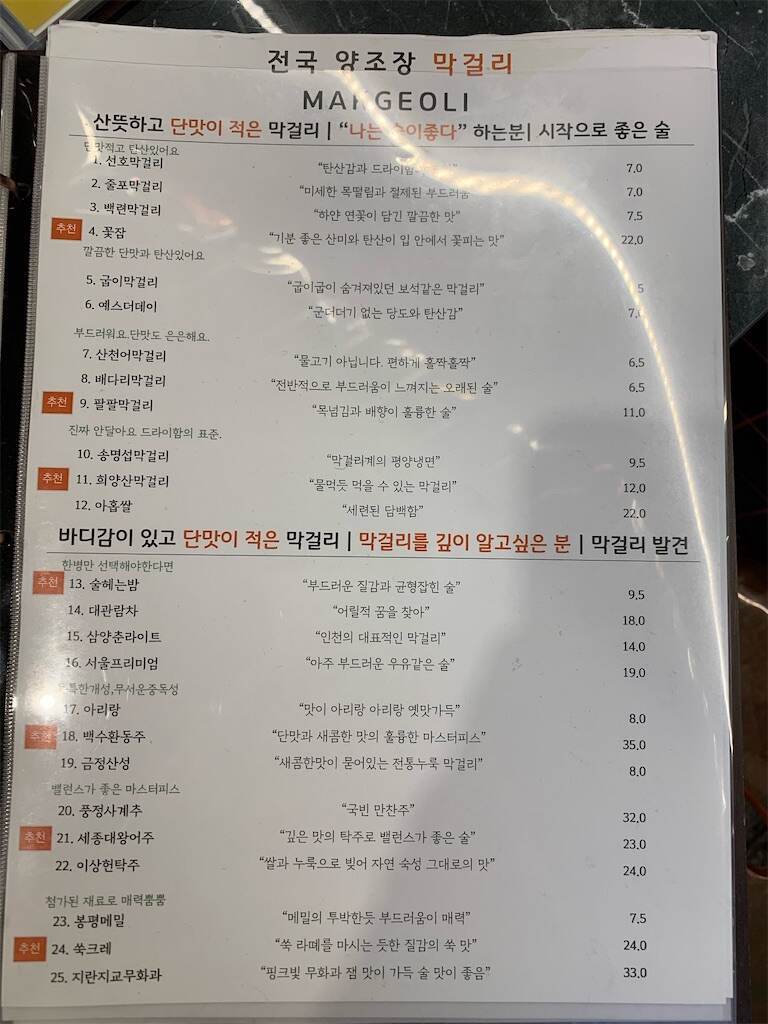 전국 양조장 막걸리
MAKGEOLI
산뜻하고 단맛이 적은 막걸리 | “나는 술이좋다” 하는분| 시작으로 좋은 술
단맛적고 탄산있어요
1. 선호막걸리 “탄산감과 드라이함 7.0
2. 줄포막걸리 “미세한 목떨림과 절제된 부드러움” 7.0
3. 백련막걸리 “하얀 연꽃이 담긴 깔끔한 맛” 7.5
추천 4. 꽃잠 “기분 좋은 산미와 탄산이 입 안에서 꽃피는 맛” 22.0
깔끔한 단맛과 탄산있어요
5. 굽이막걸리 “굽이굽이 숨겨져있던 보석같은 막걸리” 5
6. 예스더데이 “군더더기 없는 당도와 탄산감” 7.0
부드러워요.단맛도 은은해요.
7. 산천어막걸리 “물고기 아닙니다. 편하게 홀짝홀짝” 6.5
8. 배다리막걸리 “전반적으로 부드러움이 느껴지는 오래된 술” 6.5
추천 9. 팔팔막걸리 “목넘김과 배향이 훌륭한 술” 11.0
진짜 안달아요 드라이함의 표준.
10. 송명섭막걸리 “막걸리계의 평양냉면” 9.5
추천 11. 희양산막걸리 “물먹듯 먹을 수 있는 막걸리” 12.0
12. 아홉쌀 “세련된 담백함” 22.0
바디감이 있고 단맛이 적은 막걸리 | 막걸리를 깊이 알고싶은 분 | 막걸리 발견
한병만 선택해야한다면
추천 13. 술헤는밤 “부드러운 질감과 균형잡힌 술” 9.5
14. 대관람차 “어릴적 꿈을 찾아” 18.0
15. 삼양춘라이트 “인천의 대표적인 막걸리” 14.0
16. 서울프리미엄 “아주 부드러운 우유같은 술” 19.0
독특한개성,무서운중독성
17. 아리랑 “맛이 아리랑 아리랑 옛맛가득” 8.0
추천 18. 백수환동주 “단맛과 새콤한 맛의 훌륭한 마스터피스” 35.0
19. 금정산성 “새콤한맛이 묻어있는 전통누룩 막걸리” 8.0
밸런스가 좋은 마스터피스
20. 풍정사계추 “국빈 만찬주” 32.0
추천 21. 세종대왕어주 “깊은 맛의 탁주로 밸런스가 좋은 술” 23.0
22. 이상헌탁주 “쌀과 누룩으로 빚어 자연 숙성 그대로의 맛” 24.0
첨가된 재료로 매력뿜뿜
23. 봉평메밀 “메밀의 투박한듯 부드러움이 매력” 7.5
추천 24. 쑥크레 “쑥 라떼를 마시는 듯한 질감의 쑥 맛” 24.0
25. 지란지교무화과 “핑크빛 무화과 잼 맛이 가득 술 맛이 좋음” 33.0